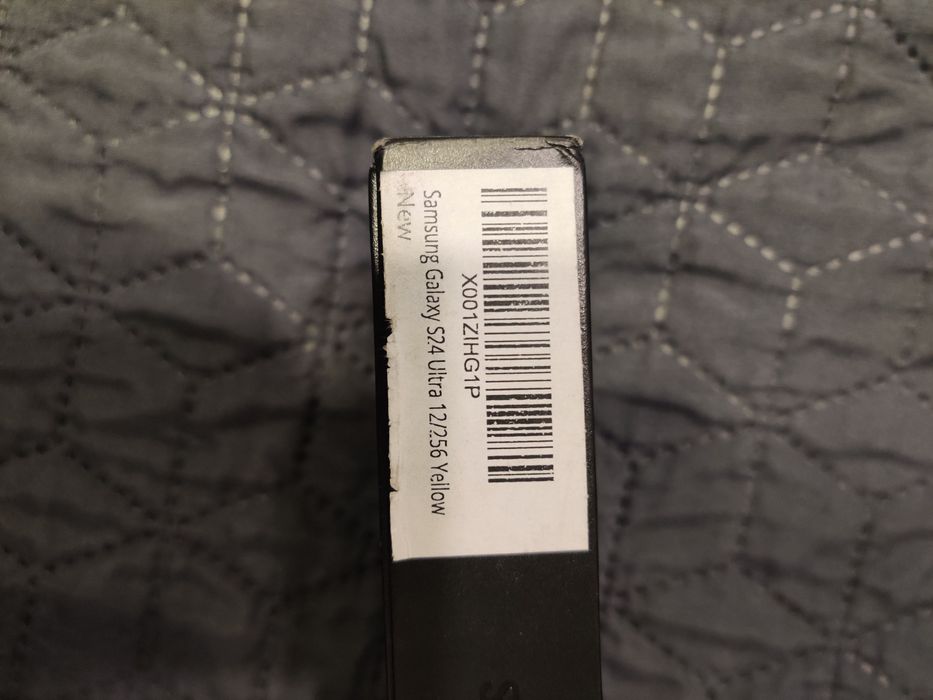 X001ZIHG1P
Samsung Galaxy S24 Ultra 12/256 Yellow
New
S